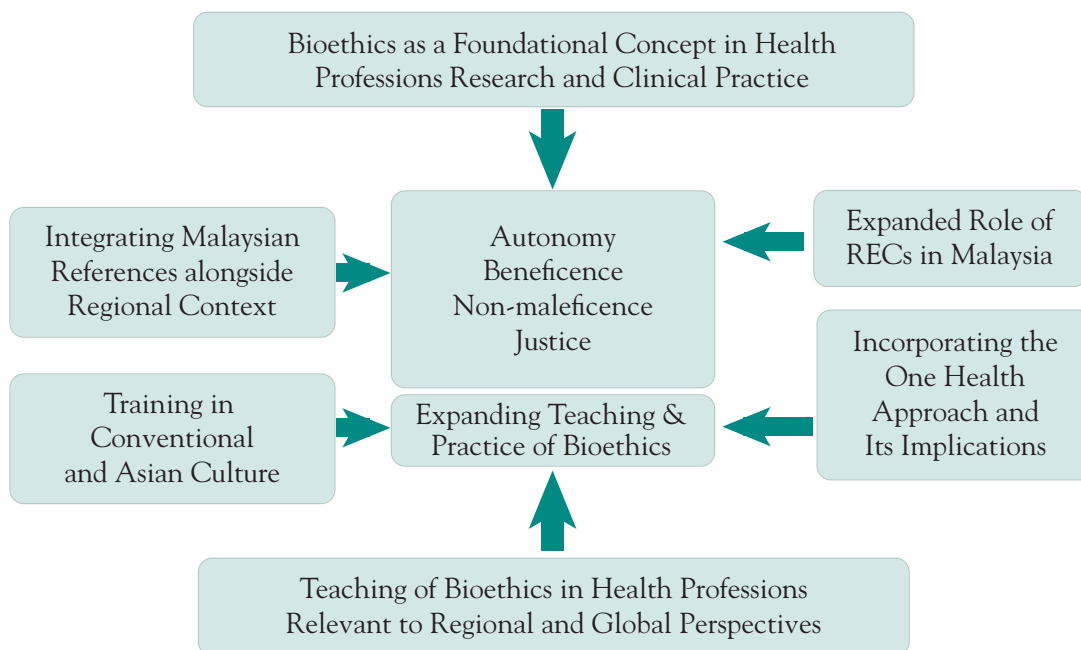 Bioethics as a Foundational Concept in Health
Professions Research and Clinical Practice
Integrating Malaysian
References alongside
Regional Context
Autonomy
Beneficence
Non-maleficence
Justice
Expanded Role of
RECs in Malaysia
Training in
Conventional
and Asian Culture
Expanding Teaching &
Practice of Bioethics
Incorporating the
One Health
Approach and
Its Implications
Teaching of Bioethics in Health Professions
Relevant to Regional and Global Perspectives